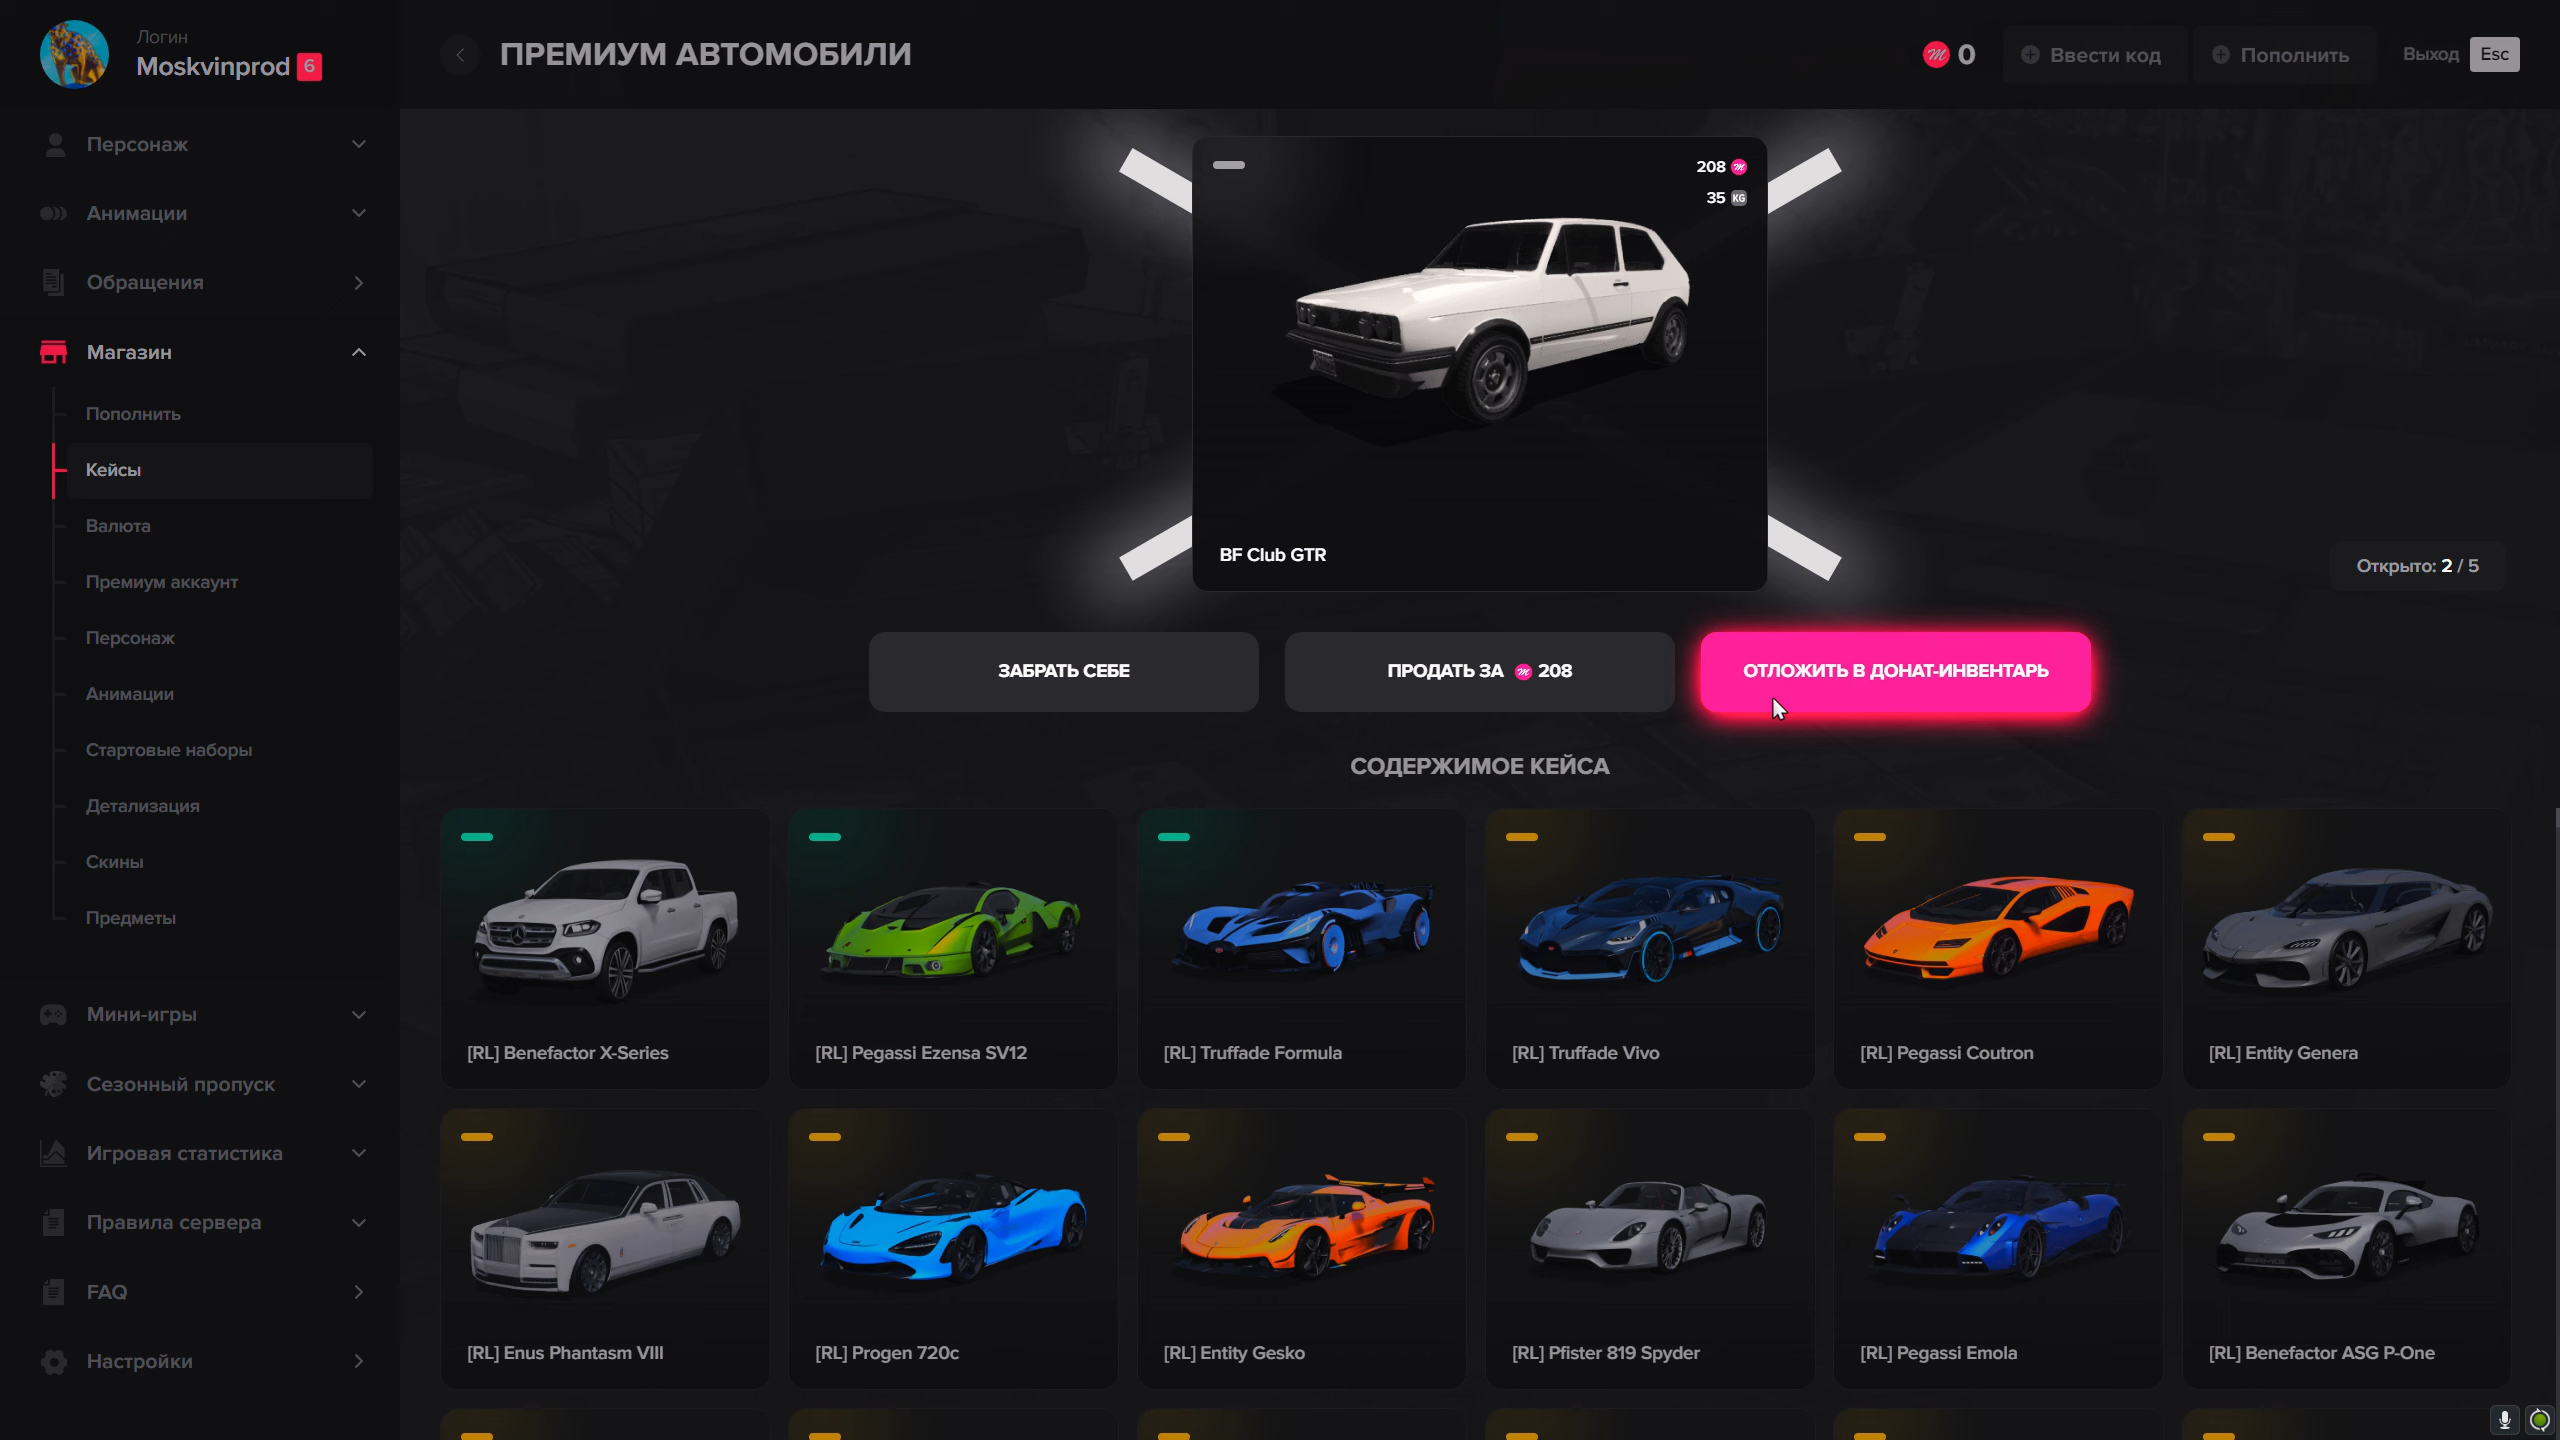 Логин
Moskvinprod 6
Персонаж
Анимации
Обращения
Магазин
Пополнить
Кейсы
Валюта
Премиум аккаунт
Персонаж
Анимации
Стартовые наборы
Детализация
Скины
Предметы
Мини-игры
Сезонный пропуск
Игровая статистика
Правила сервера
FAQ
Настройки
ПРЕМИУМ АВТОМОБИЛИ
0
Ввести код
Пополнить
Выход Esc
208
35 KG
BF Club GTR
Открыто: 2 / 5
ЗАБРАТЬ СЕБЕ
ПРОДАТЬ ЗА 208
ОТЛОЖИТЬ В ДОНАТ-ИНВЕНТАРЬ
СОДЕРЖИМОЕ КЕЙСА
[RL] Benefactor X-Series
[RL] Pegassi Ezensa SV12
[RL] Truffade Formula
[RL] Truffade Vivo
[RL] Pegassi Coutron
[RL] Entity Genera
[RL] Enus Phantasm VIII
[RL] Progen 720c
[RL] Entity Gesko
[RL] Pfister 819 Spyder
[RL] Pegassi Emola
[RL] Benefactor ASG P-One